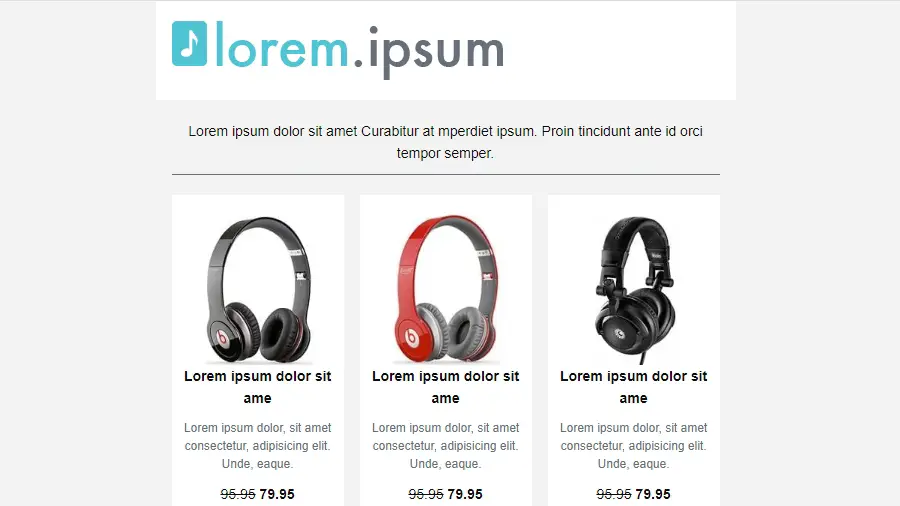 lorem.ipsum
Lorem ipsum dolor sit amet Curabitur at mperdiet ipsum. Proin tincidunt ante id orci
tempor semper.
Lorem ipsum dolor sit
ame
Lorem ipsum dolor, sit amet
consectetur, adipisicing elit.
Unde, eaque.
95.95 79.95
Lorem ipsum dolor sit
ame
Lorem ipsum dolor, sit amet
consectetur, adipisicing elit.
Unde, eaque.
95.95 79.95
Lorem ipsum dolor sit
ame
Lorem ipsum dolor, sit amet
consectetur, adipisicing elit.
Unde, eaque.
95.95 79.95